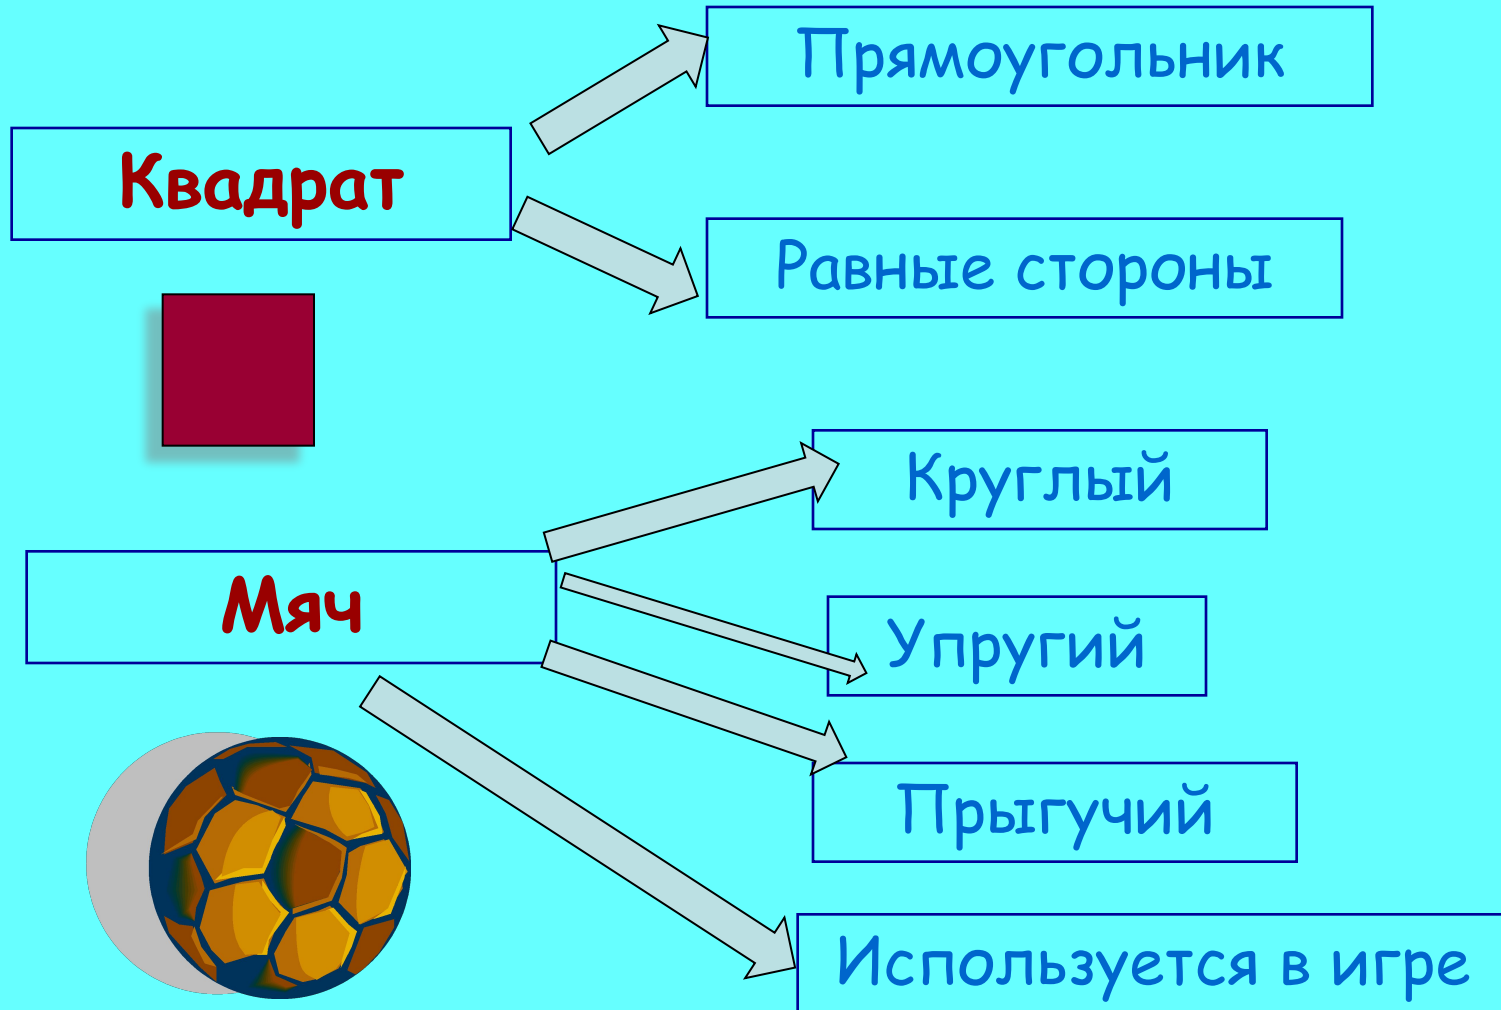 Прямоугольник
Квадрат
Равные стороны
Круглый
Мяч
Упругий
Прыгучий
Используется в игре